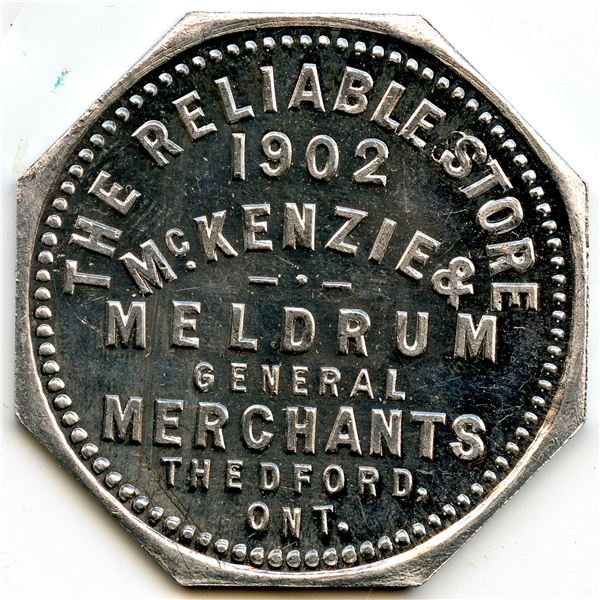 THE RELIABLE STORE
1902
McKENZIE &
— · —
MELDRUM
GENERAL
MERCHANTS
THEDFORD,
ONT.